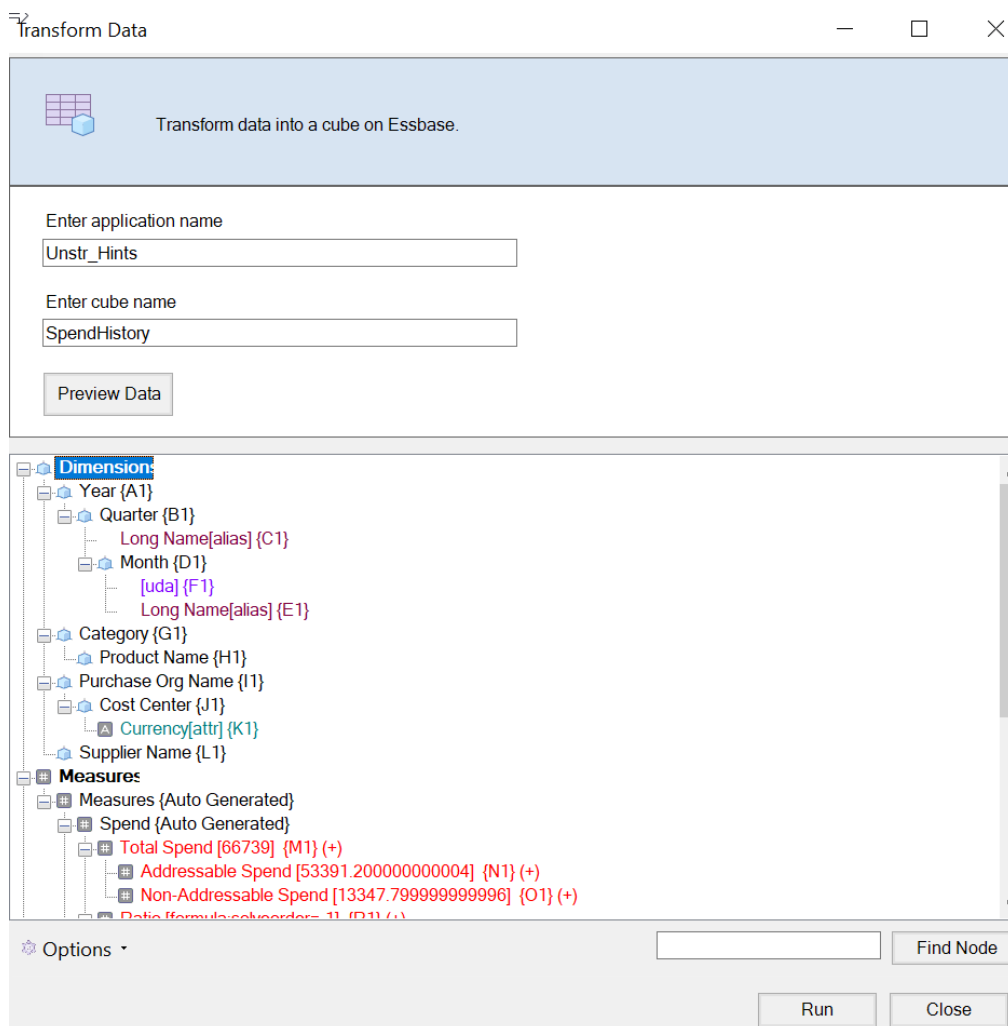 Transform Data
Transform data into a cube on Essbase.
Enter application name
Unstr_Hints
Enter cube name
SpendHistory
Preview Data
Dimensions
Year {A1}
Quarter {B1}
Long Name[alias] {C1}
Month {D1}
[uda] {F1}
Long Name[alias] {E1}
Category {G1}
Product Name {H1}
Purchase Org Name {I1}
Cost Center {J1}
A Currency[attr] {K1}
Supplier Name {L1}
# Measures
# Measures {Auto Generated}
# Spend {Auto Generated}
# Total Spend [66739] {M1} (+)
# Addressable Spend [53391.200000000004] {N1} (+)
# Non-Addressable Spend [13347.799999999996] {O1} (+)
Options
Find Node
Run Close